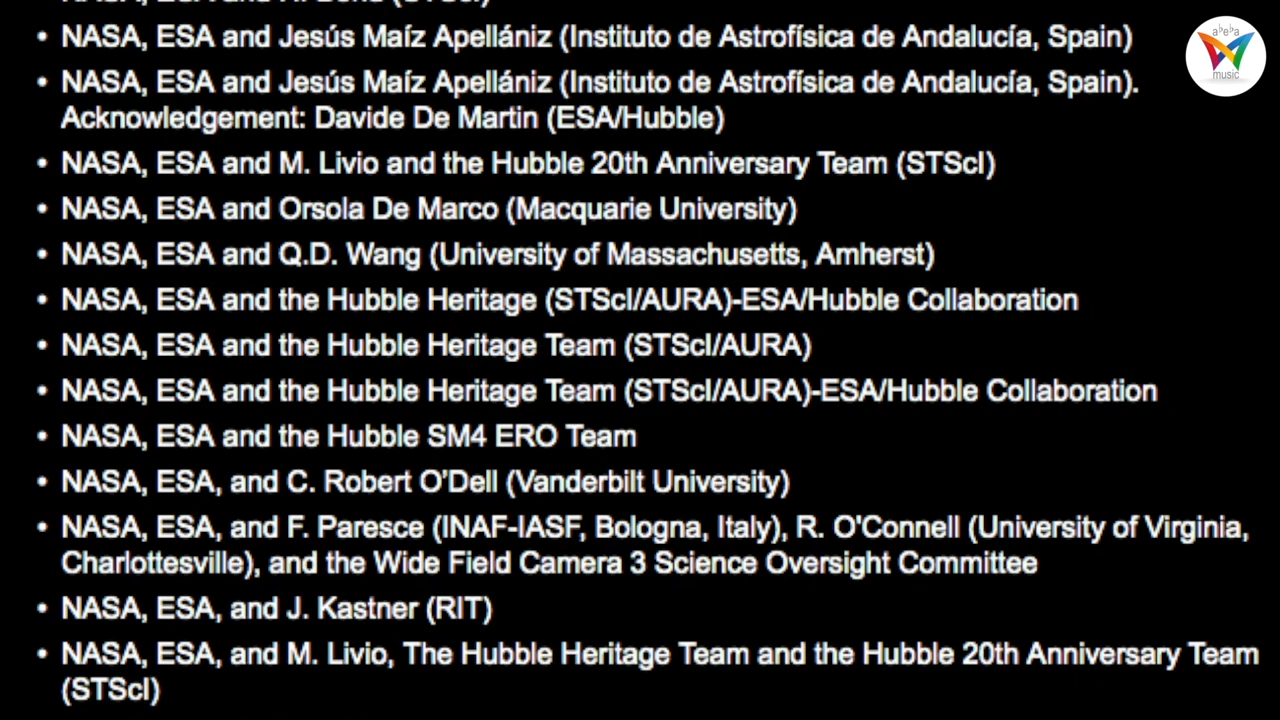 • NASA, ESA and Jesús Maíz Apellániz (Instituto de Astrofísica de Andalucía, Spain)
• NASA, ESA and Jesús Maíz Apellániz (Instituto de Astrofísica de Andalucía, Spain).
Acknowledgement: Davide De Martin (ESA/Hubble)
• NASA, ESA and M. Livio and the Hubble 20th Anniversary Team (STScI)
• NASA, ESA and Orsola De Marco (Macquarie University)
• NASA, ESA and Q.D. Wang (University of Massachusetts, Amherst)
• NASA, ESA and the Hubble Heritage (STScI/AURA)-ESA/Hubble Collaboration
• NASA, ESA and the Hubble Heritage Team (STScI/AURA)
• NASA, ESA and the Hubble Heritage Team (STScI/AURA)-ESA/Hubble Collaboration
• NASA, ESA and the Hubble SM4 ERO Team
• NASA, ESA, and C. Robert O’Dell (Vanderbilt University)
• NASA, ESA, and F. Paresce (INAF-IASF, Bologna, Italy), R. O'Connell (University of Virginia,
Charlottesville), and the Wide Field Camera 3 Science Oversight Committee
• NASA, ESA, and J. Kastner (RIT)
• NASA, ESA, and M. Livio, The Hubble Heritage Team and the Hubble 20th Anniversary Team
(STScI)
music